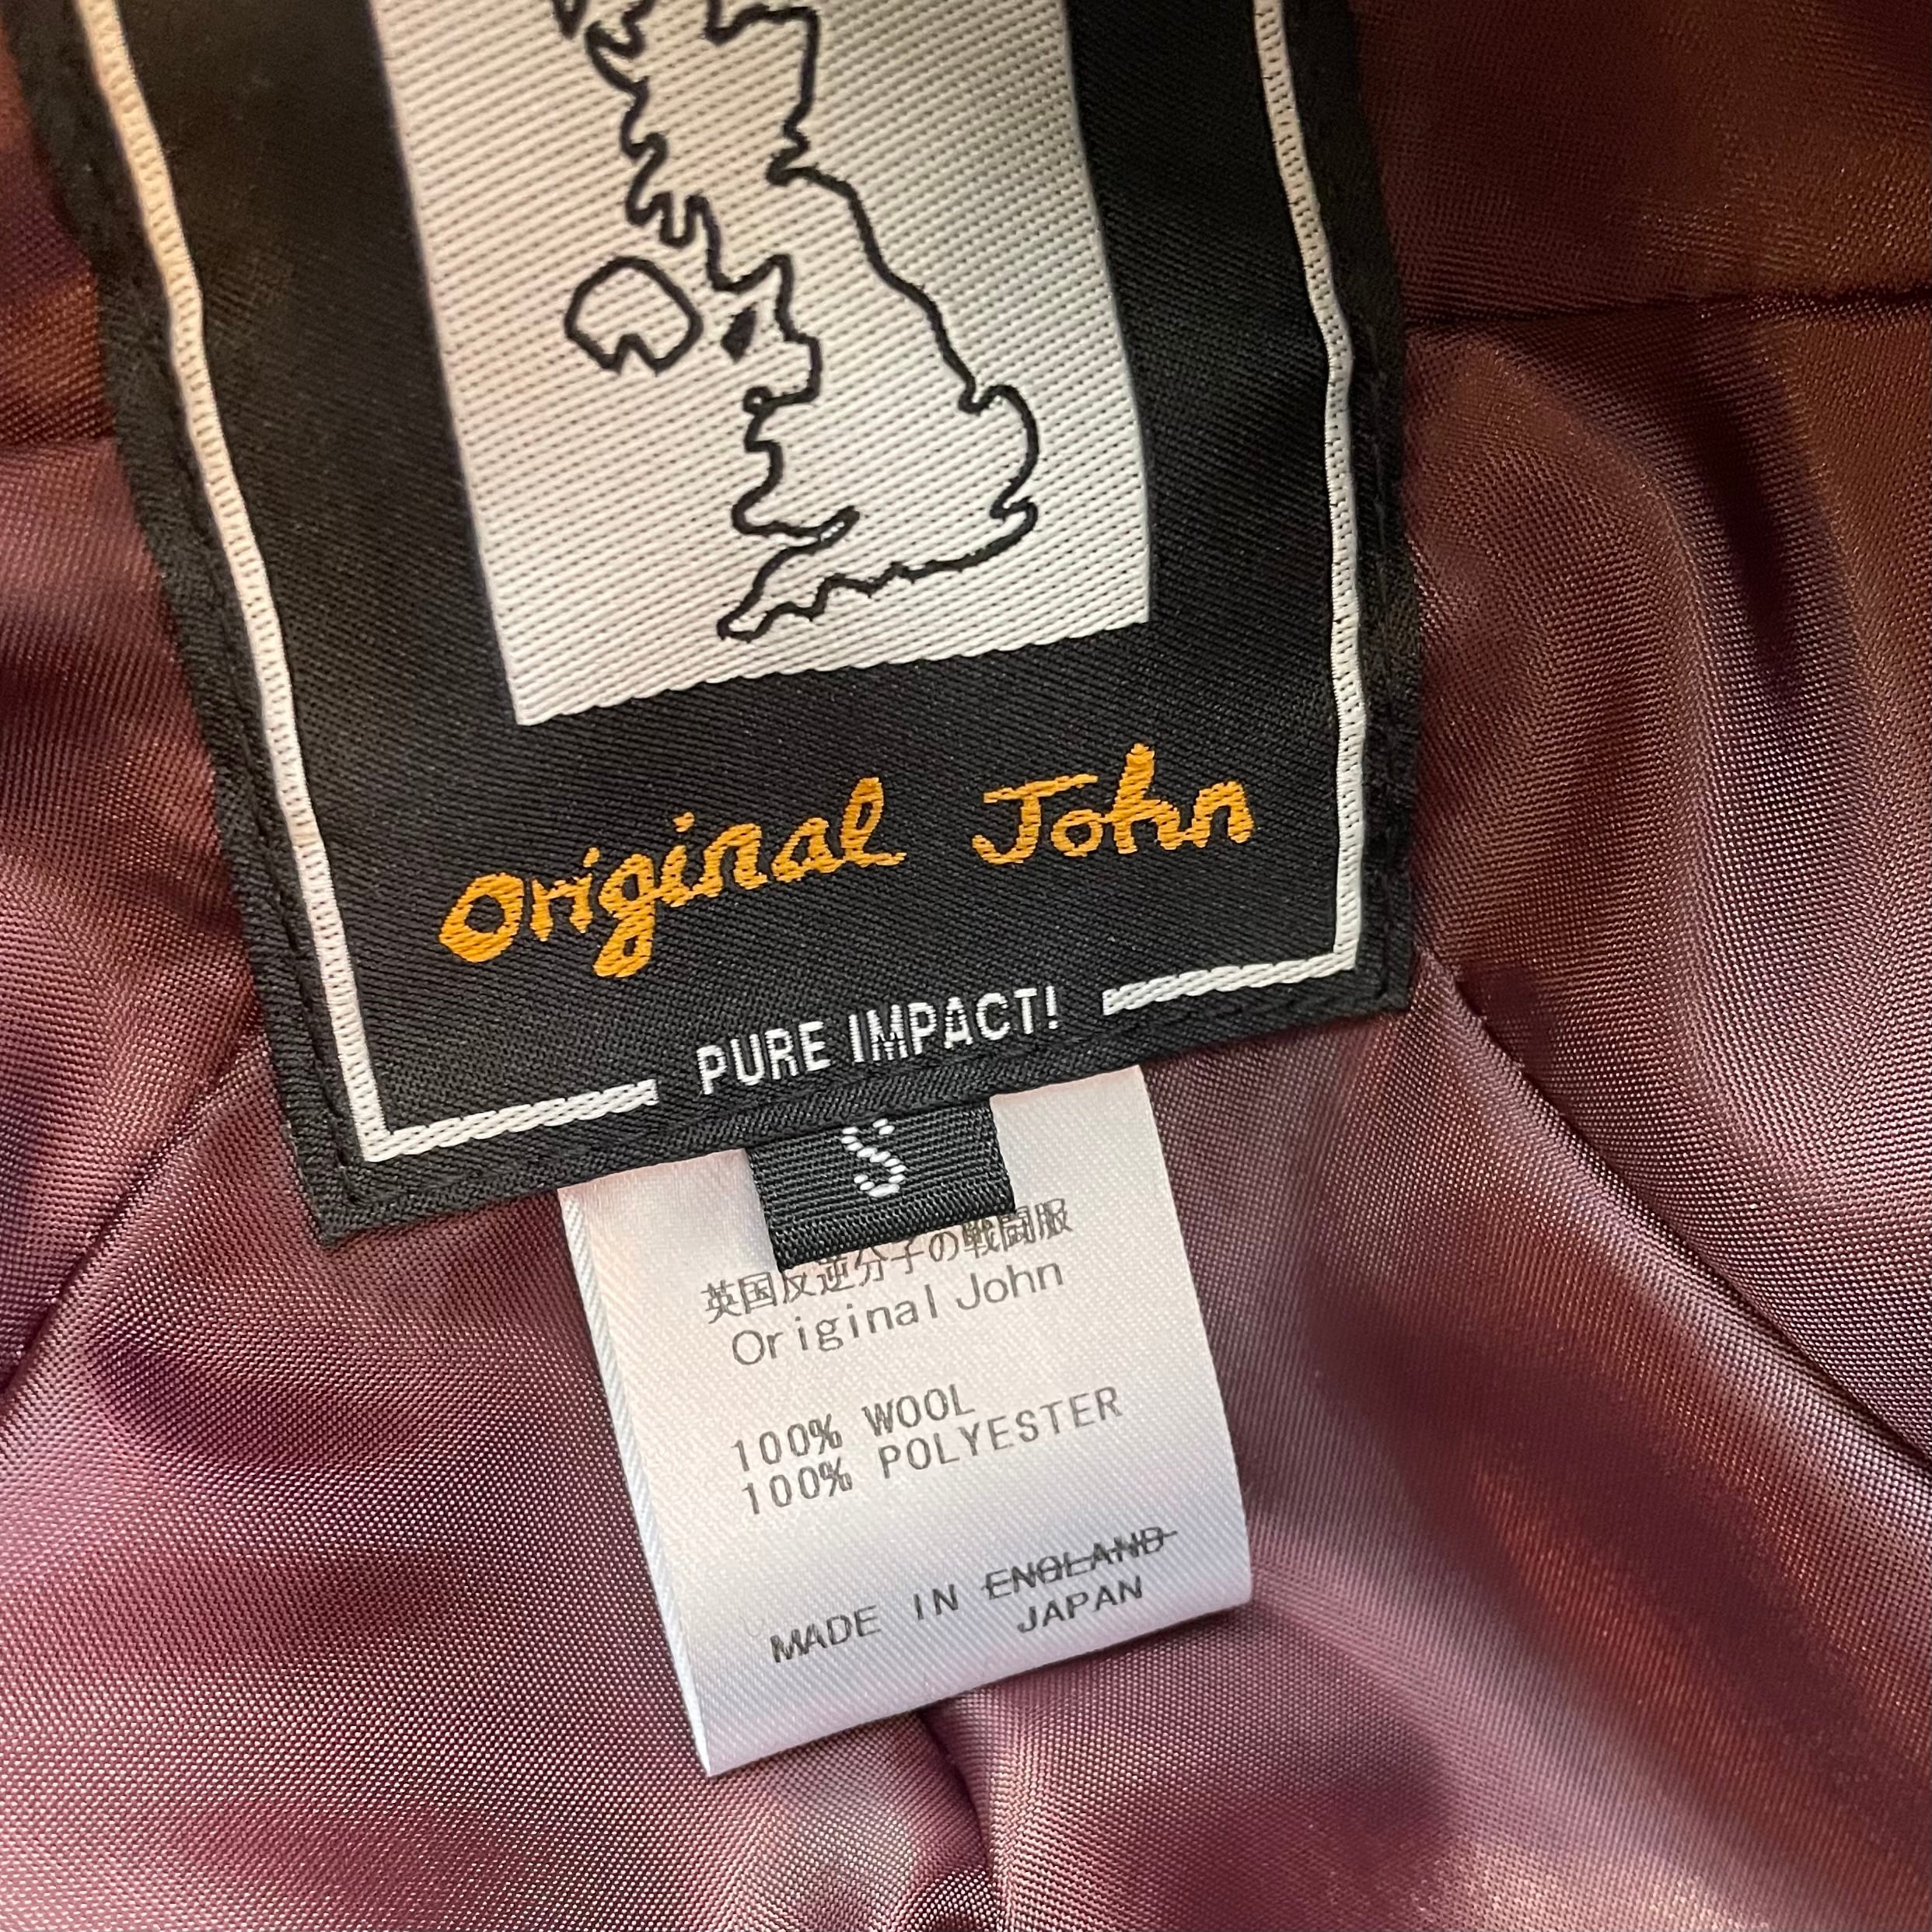 Original John
PURE IMPACT!
S
英国反逆分子の戦闘服
Original John
100% WOOL
100% POLYESTER
MADE IN ENGLAND
JAPAN